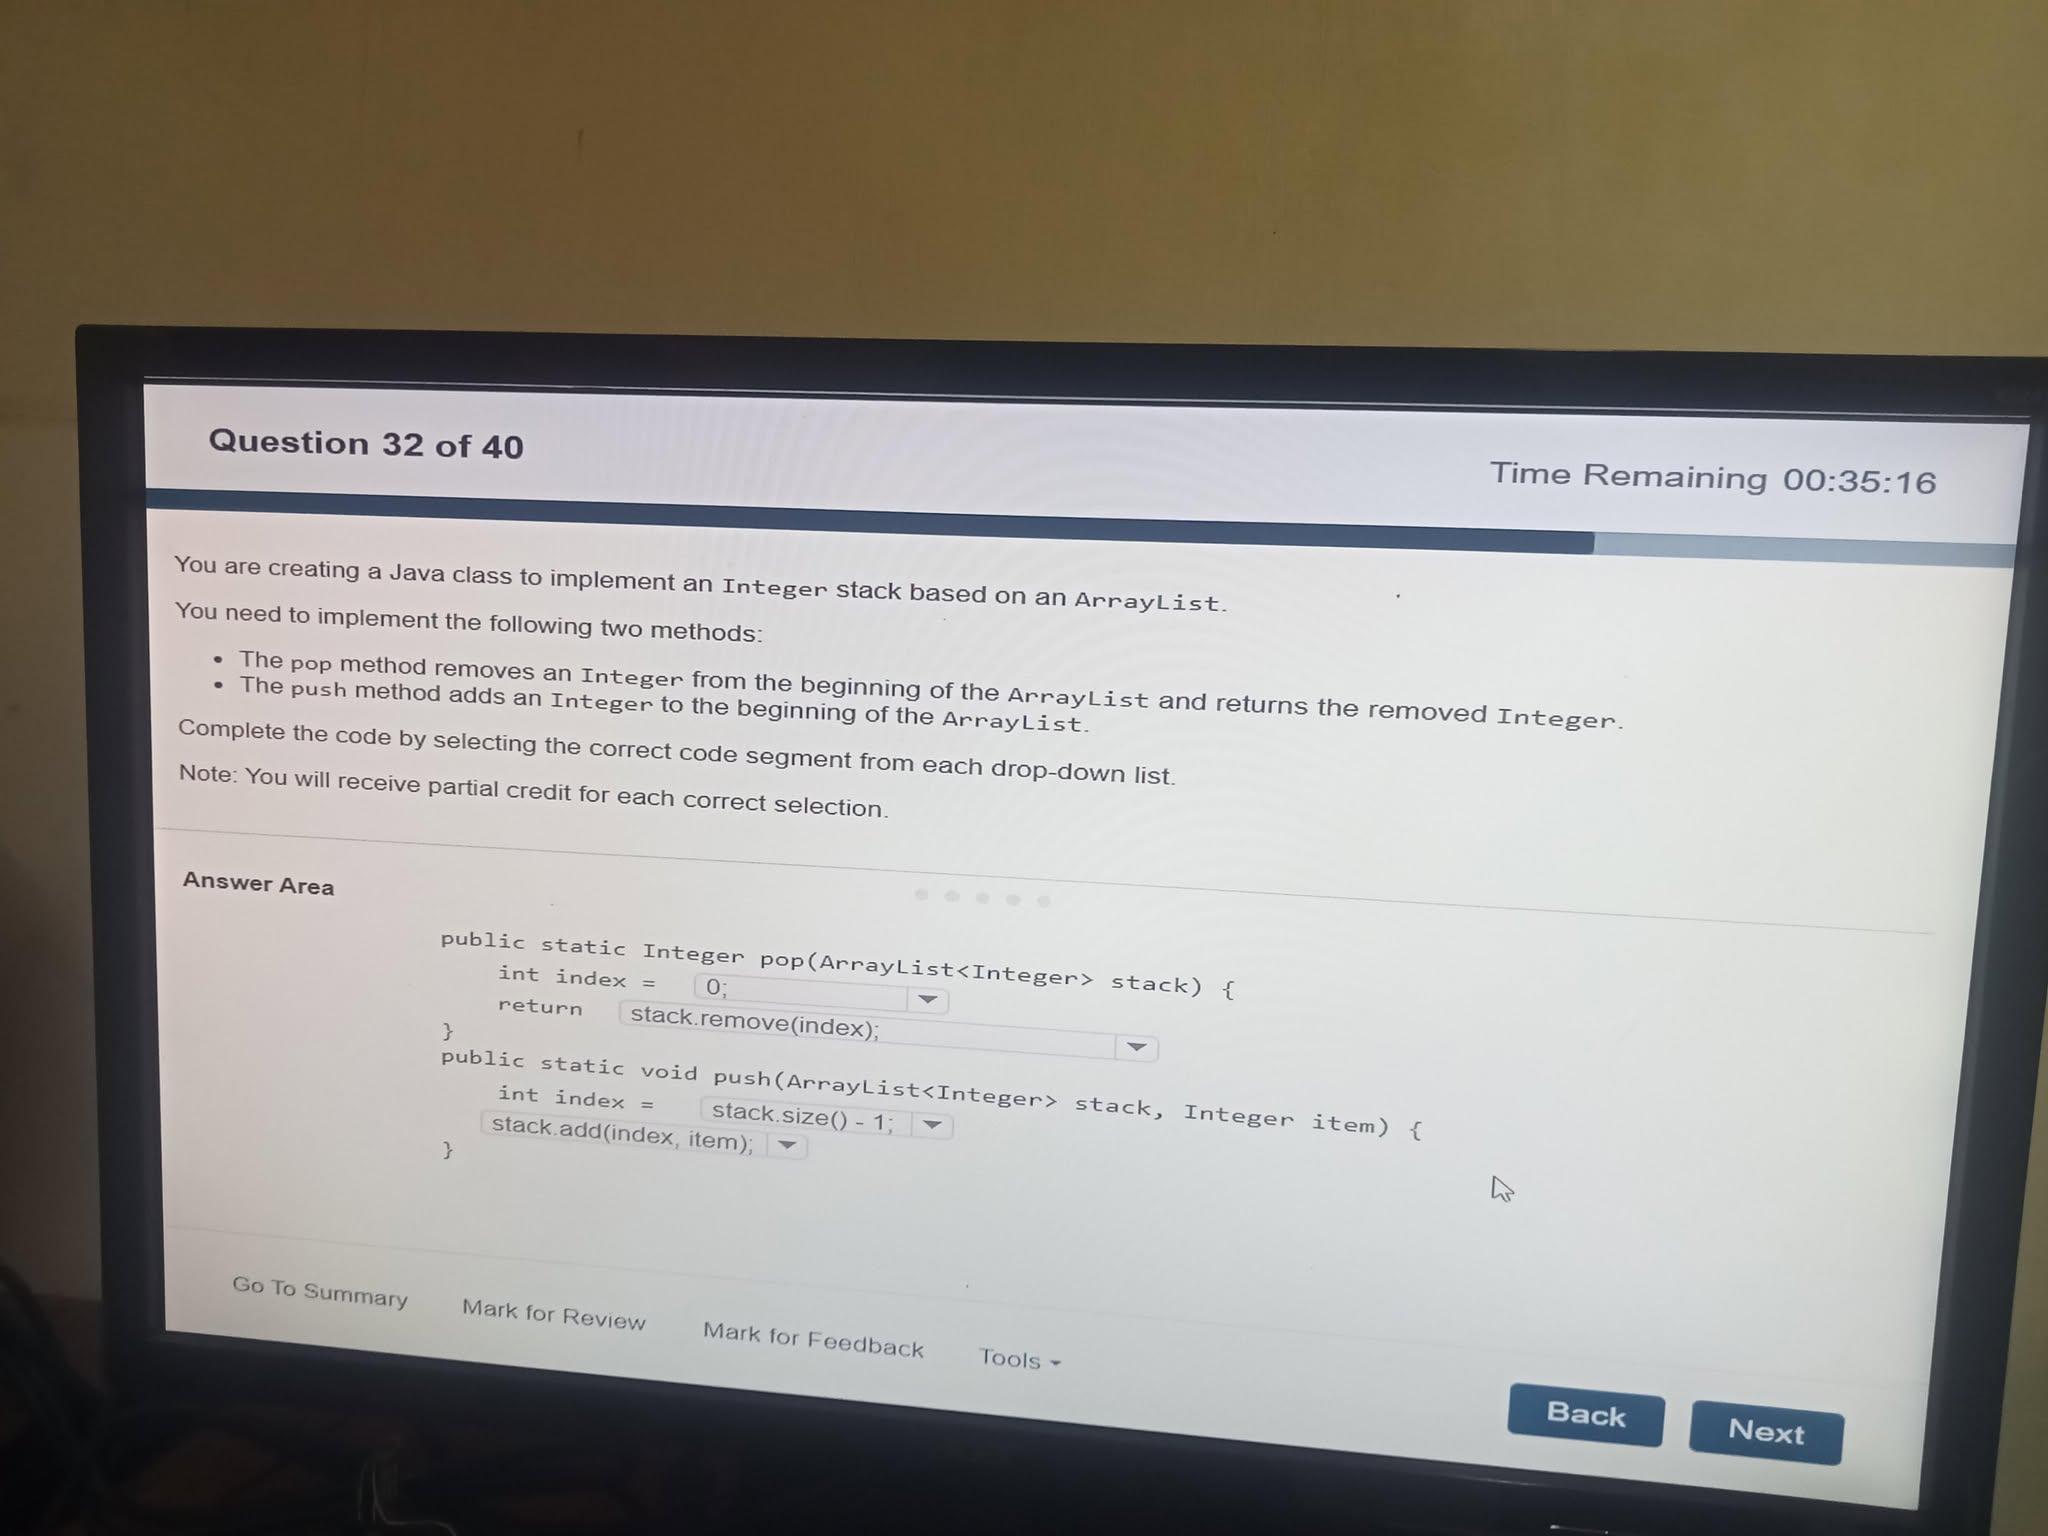 Question 32 of 40
Time Remaining 00:35:16
You are creating a Java class to implement an Integer stack based on an ArrayList.
You need to implement the following two methods:
• The pop method removes an Integer from the beginning of the ArrayList and returns the removed Integer.
• The push method adds an Integer to the beginning of the ArrayList.
Complete the code by selecting the correct code segment from each drop-down list.
Note: You will receive partial credit for each correct selection.
Answer Area
public static Integer pop(ArrayList<Integer> stack) {
int index = 0;
return stack.remove(index);
}
public static void push(ArrayList<Integer> stack, Integer item) {
int index = stack.size() - 1;
stack.add(index, item);
}
Go To Summary
Mark for Review
Mark for Feedback
Tools
Back
Next